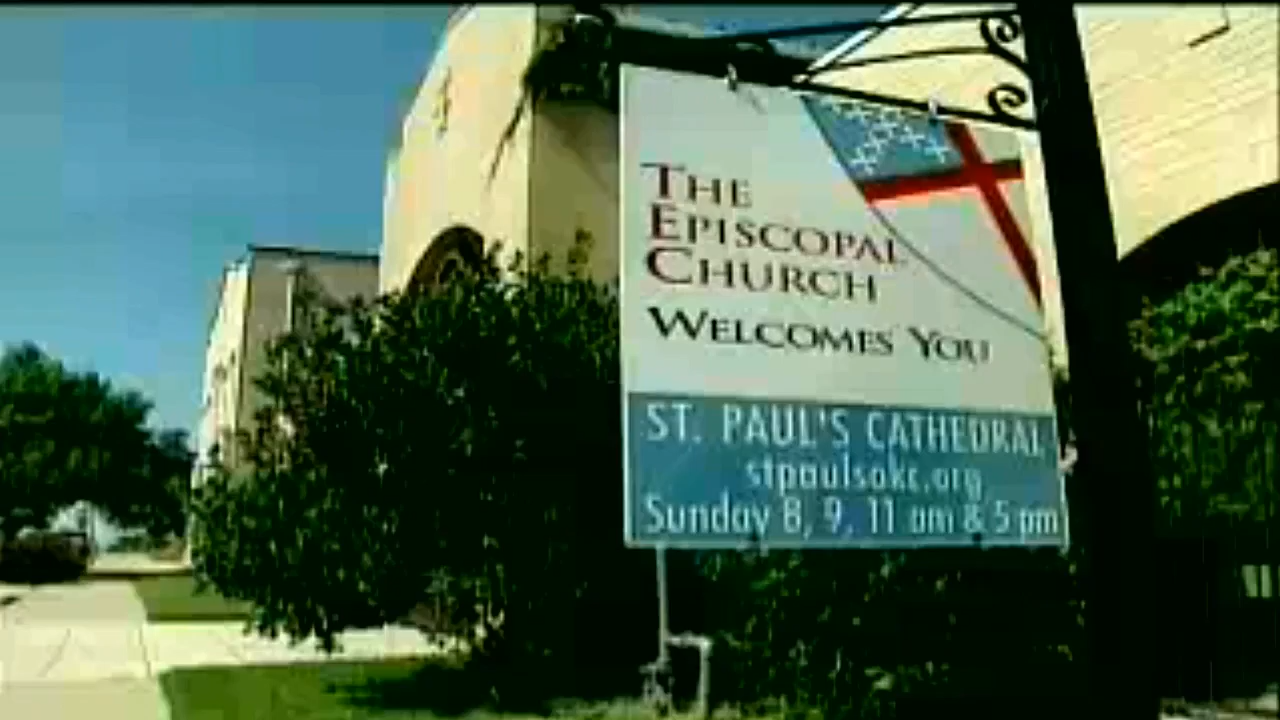 THE
EPISCOPAL
CHURCH
WELCOMES YOU
ST. PAUL'S CATHEDRAL
stpaulsokc.org
Sunday 8, 9, 11 am & 5 pm